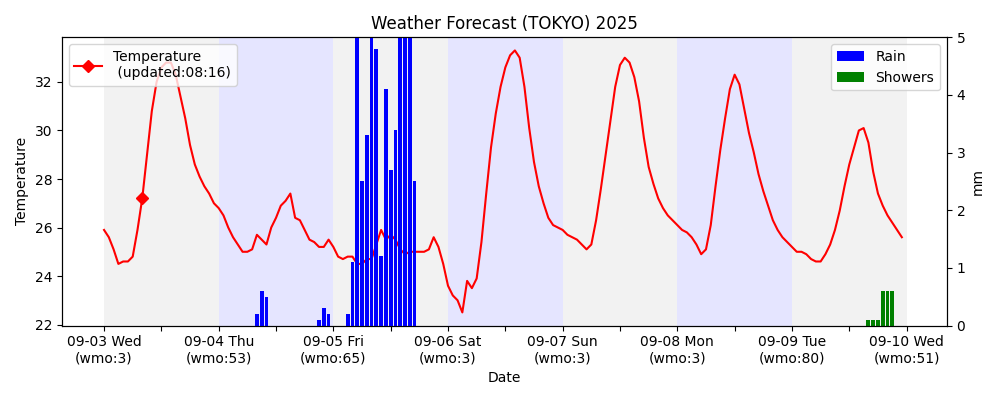 Weather Forecast (TOKYO) 2025
Temperature
(updated:08:16)
Rain
Showers
Temperature
32
30
28
26
24
22
5
4
3
2
1
0
mm
09-03 Wed
(wmo:3)
09-04 Thu
(wmo:53)
09-05 Fri
(wmo:65)
09-06 Sat
(wmo:3)
09-07 Sun
(wmo:3)
09-08 Mon
(wmo:3)
09-09 Tue
(wmo:80)
09-10 Wed
(wmo:51)
Date